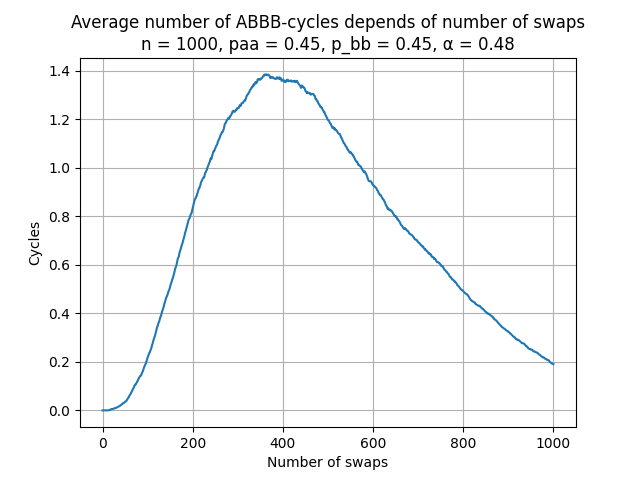 Average number of ABBB-cycles depends of number of swaps
n = 1000, paa = 0.45, p_bb = 0.45, α = 0.48
1.4
1.2
1.0
0.8
0.6
0.4
0.2
0.0
Cycles
0 200 400 600 800 1000
Number of swaps